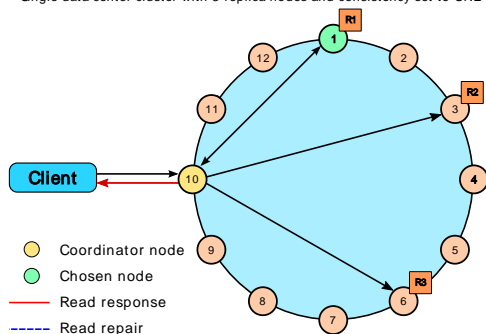 Single data center cluster with 3 replica nodes and consistency set to ONE
R1
1
12
2
R2
11
3
Client
10
4
9
5
R3
8
6
7
Coordinator node
Chosen node
Read response
Read repair